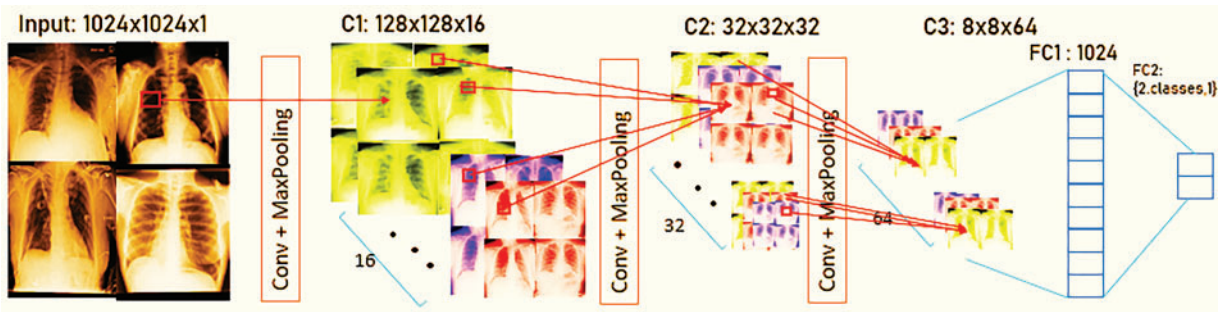 Input: 1024x1024x1
C1: 128x128x16
C2: 32x32x32
C3: 8x8x64
FC1 : 1024
FC2:
{2.classes,1}
Conv + MaxPooling
Conv + MaxPooling
Conv + MaxPooling
16
32
64